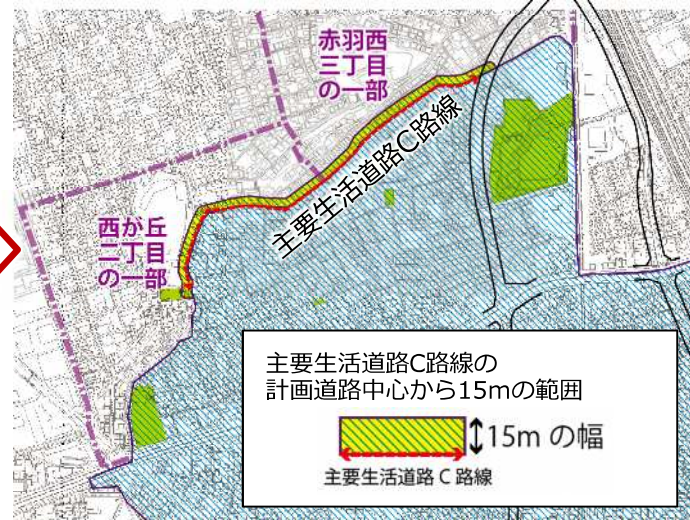 赤羽西
三丁目
の一部
主要生活道路C路線
西が丘
二丁目
の一部
主要生活道路C路線の
計画道路中心から15mの範囲
15m の幅
主要生活道路 C 路線